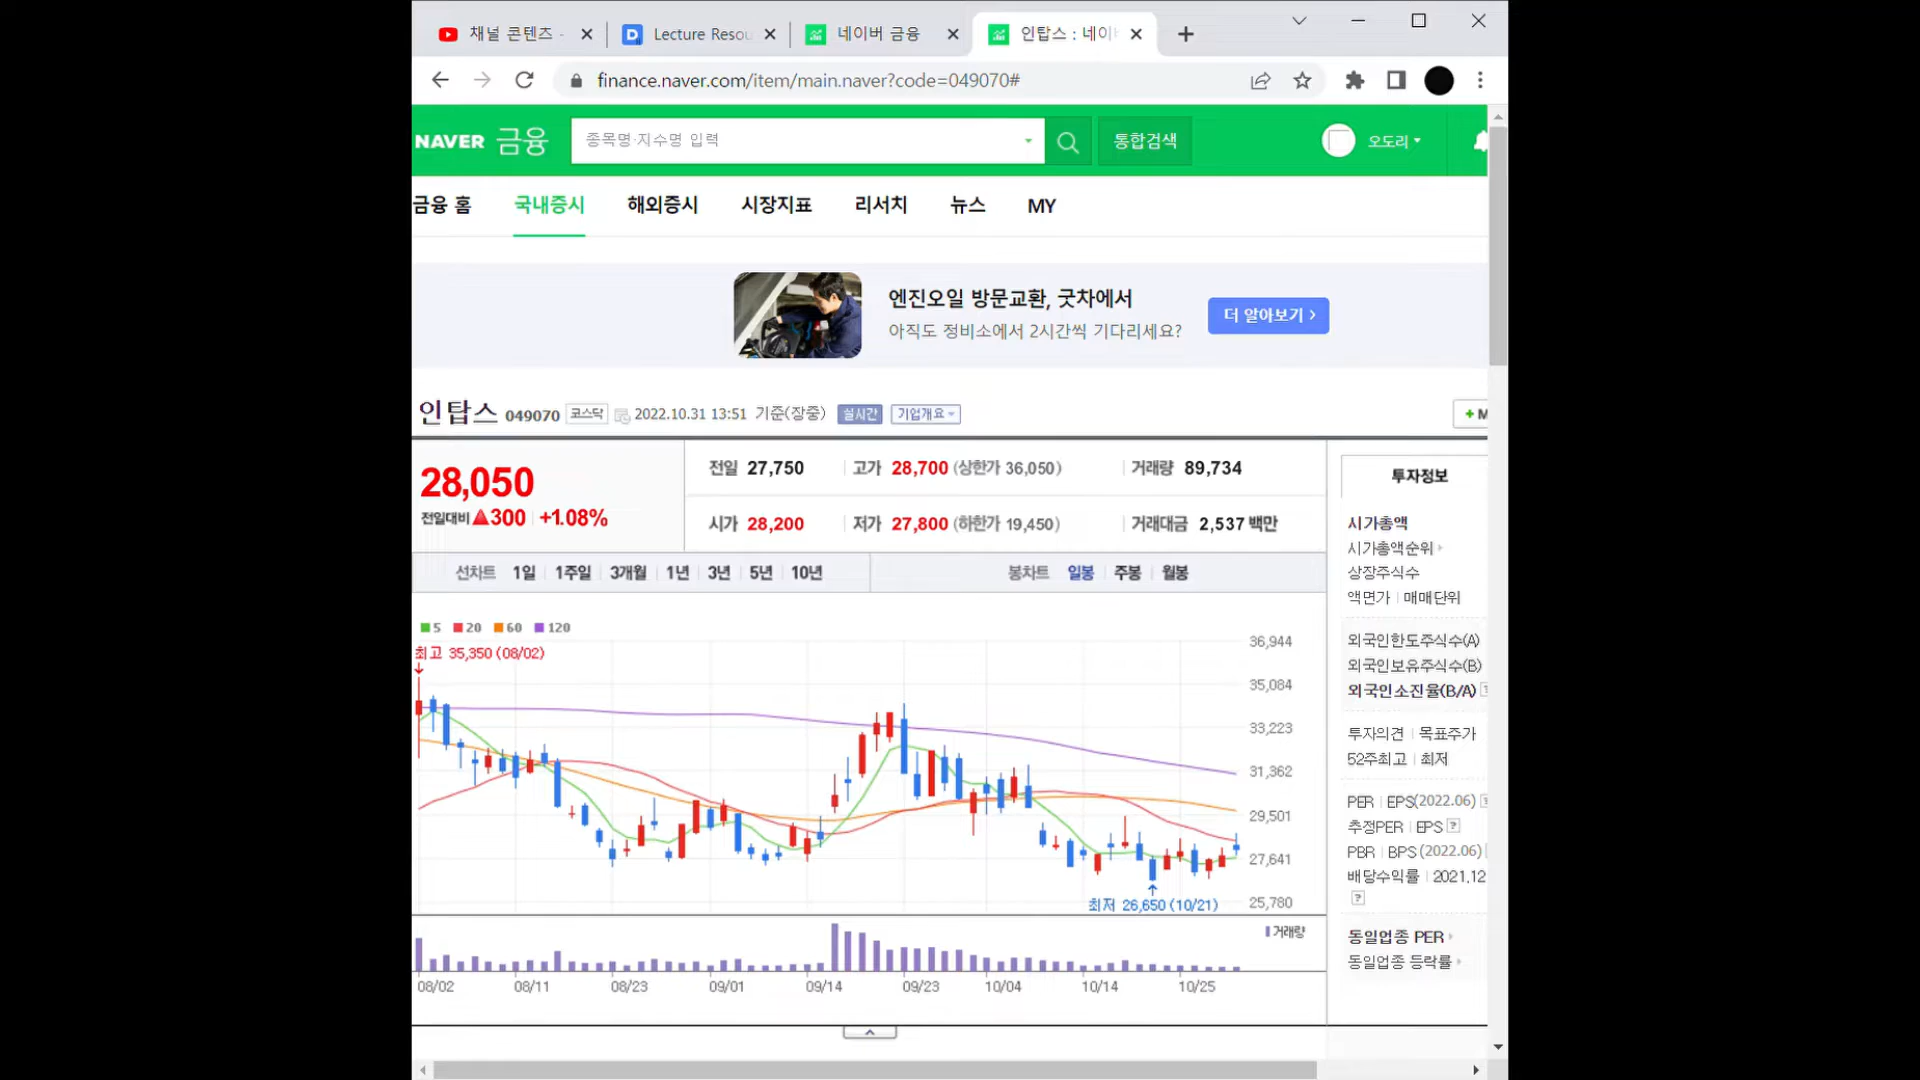 채널 콘텐츠 -
Lecture Resou
네이버 금융
인탑스 : 네이
finance.naver.com/item/main.naver?code=049070#
NAVER 금융
종목명·지수명 입력
통합검색
오도리
금융 홈 국내증시 해외증시 시장지표 리서치 뉴스 MY
엔진오일 방문교환, 굿차에서
아직도 정비소에서 2시간씩 기다리세요?
더 알아보기 >
인탑스 049070 코스닥 2022.10.31 13:51 기준(장중) 실시간 기업개요
+ M
28,050
전일대비 ▲300 +1.08%
전일 27,750 고가 28,700 (상한가 36,050) 거래량 89,734
시가 28,200 저가 27,800 (하한가 19,450) 거래대금 2,537 백만
선차트 1일 1주일 3개월 1년 3년 5년 10년
봉차트 일봉 주봉 월봉
5 20 60 120
최고 35,350 (08/02)
36,944
35,084
33,223
31,362
29,501
27,641
25,780
최저 26,650 (10/21)
거래량
08/02 08/11 08/23 09/01 09/14 09/23 10/04 10/14 10/25
투자정보
시가총액
시가총액순위
상장주식수
액면가 | 매매단위
외국인한도주식수(A)
외국인보유주식수(B)
외국인소진율(B/A)
투자의견 | 목표주가
52주최고 | 최저
PER | EPS(2022.06)
추정PER | EPS ?
PBR | BPS (2022.06)
배당수익률 | 2021.12
?
동일업종 PER
동일업종 등락률